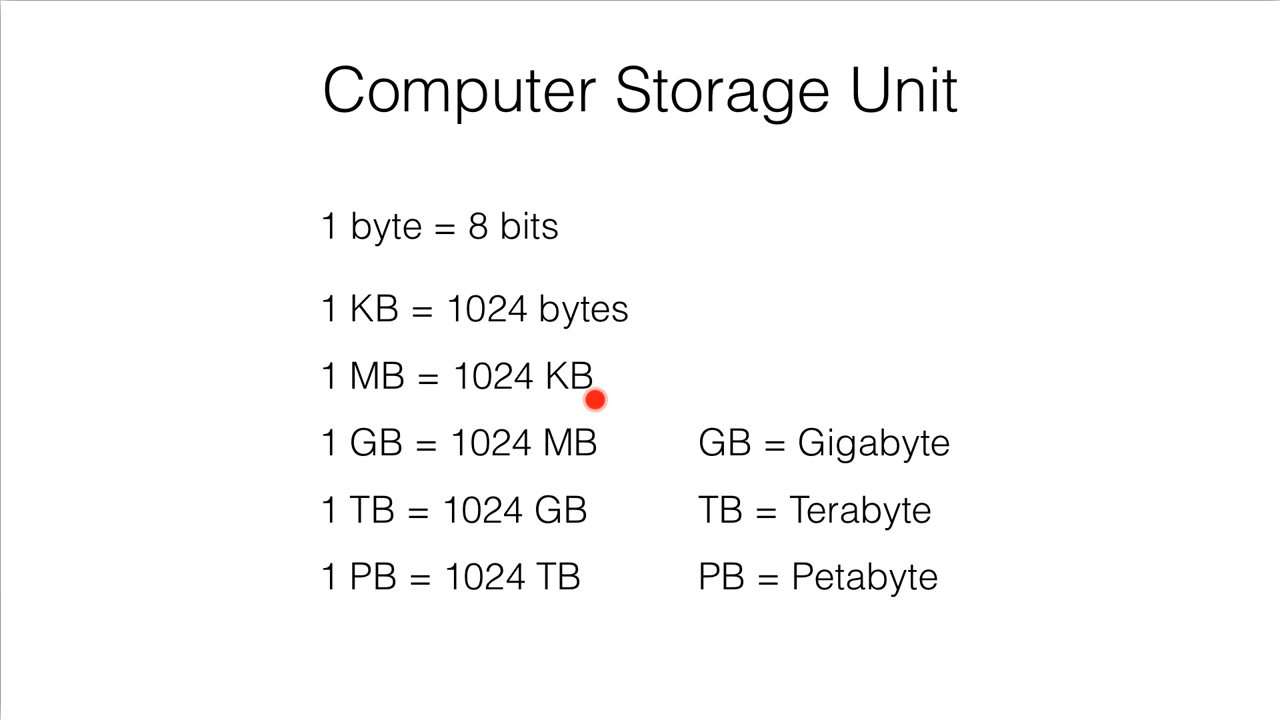 Computer Storage Unit
1 byte = 8 bits
1 KB = 1024 bytes
1 MB = 1024 KB
1 GB = 1024 MB GB = Gigabyte
1 TB = 1024 GB TB = Terabyte
1 PB = 1024 TB PB = Petabyte